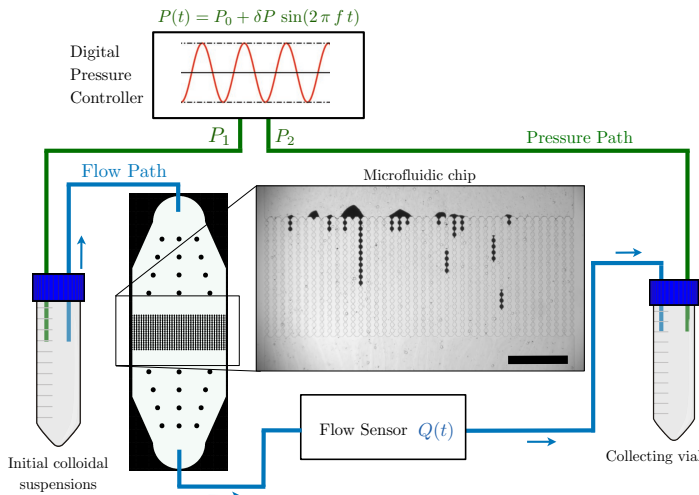 P(t) = P₀ + δP sin(2 π f t)
Digital
Pressure
Controller
P₁
P₂
Pressure Path
Flow Path
Microfluidic chip
Flow Sensor Q(t)
Initial colloidal
suspensions
Collecting vial